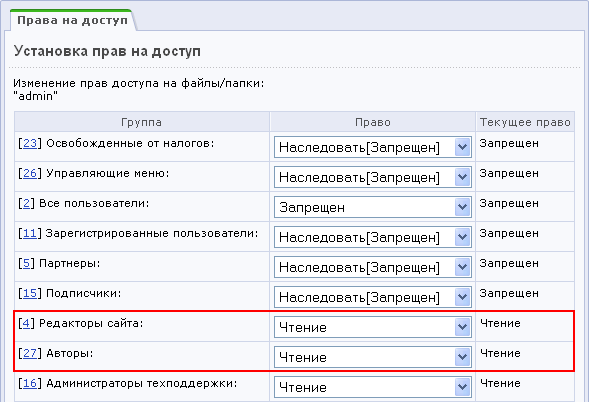 Права на доступ
Установка прав на доступ
Изменение прав доступа на файлы/папки:
"admin"
Группа Право Текущее право
[23] Освобожденные от налогов: Наследовать[Запрещен] Запрещен
[26] Управляющие меню: Наследовать[Запрещен] Запрещен
[2] Все пользователи: Запрещен Запрещен
[11] Зарегистрированные пользователи: Наследовать[Запрещен] Запрещен
[5] Партнеры: Наследовать[Запрещен] Запрещен
[15] Подписчики: Наследовать[Запрещен] Запрещен
[4] Редакторы сайта: Чтение Чтение
[27] Авторы: Чтение Чтение
[16] Администраторы техподдержки: Чтение Чтение